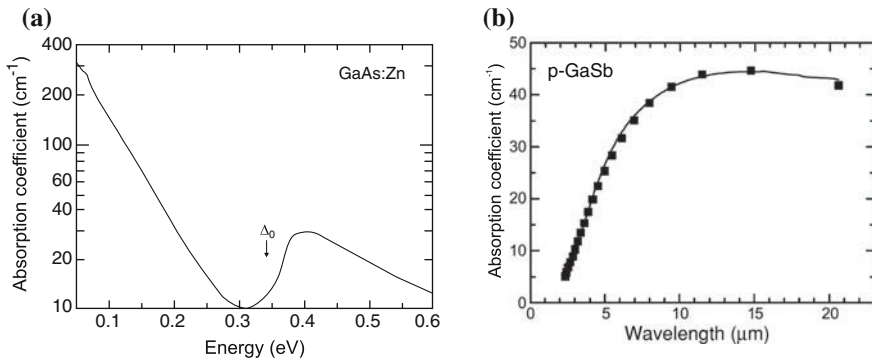 (a)
400
200
100
60
40
20
10
Absorption coefficient (cm⁻¹)
GaAs:Zn
Δ₀
0.1 0.2 0.3 0.4 0.5 0.6
Energy (eV)
(b)
50
40
30
20
10
0
Absorption coefficient (cm⁻¹)
p-GaSb
0 5 10 15 20
Wavelength (μm)